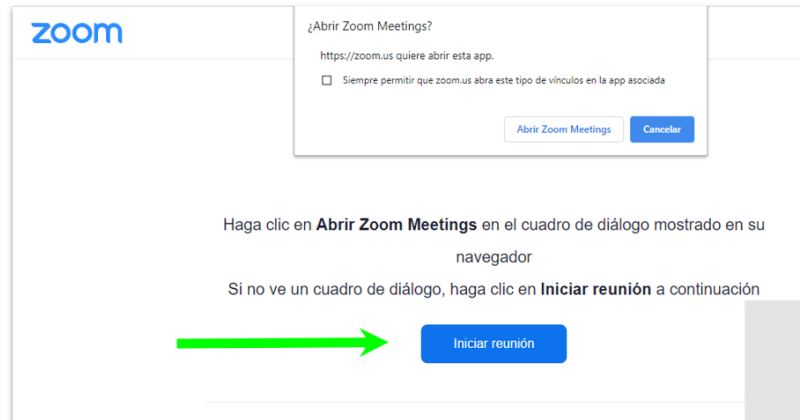 zoom
¿Abrir Zoom Meetings?
https://zoom.us quiere abrir esta app.
Siempre permitir que zoom.us abra este tipo de vínculos en la app asociada
Abrir Zoom Meetings Cancelar
Haga clic en Abrir Zoom Meetings en el cuadro de diálogo mostrado en su
navegador
Si no ve un cuadro de diálogo, haga clic en Iniciar reunión a continuación
Iniciar reunión